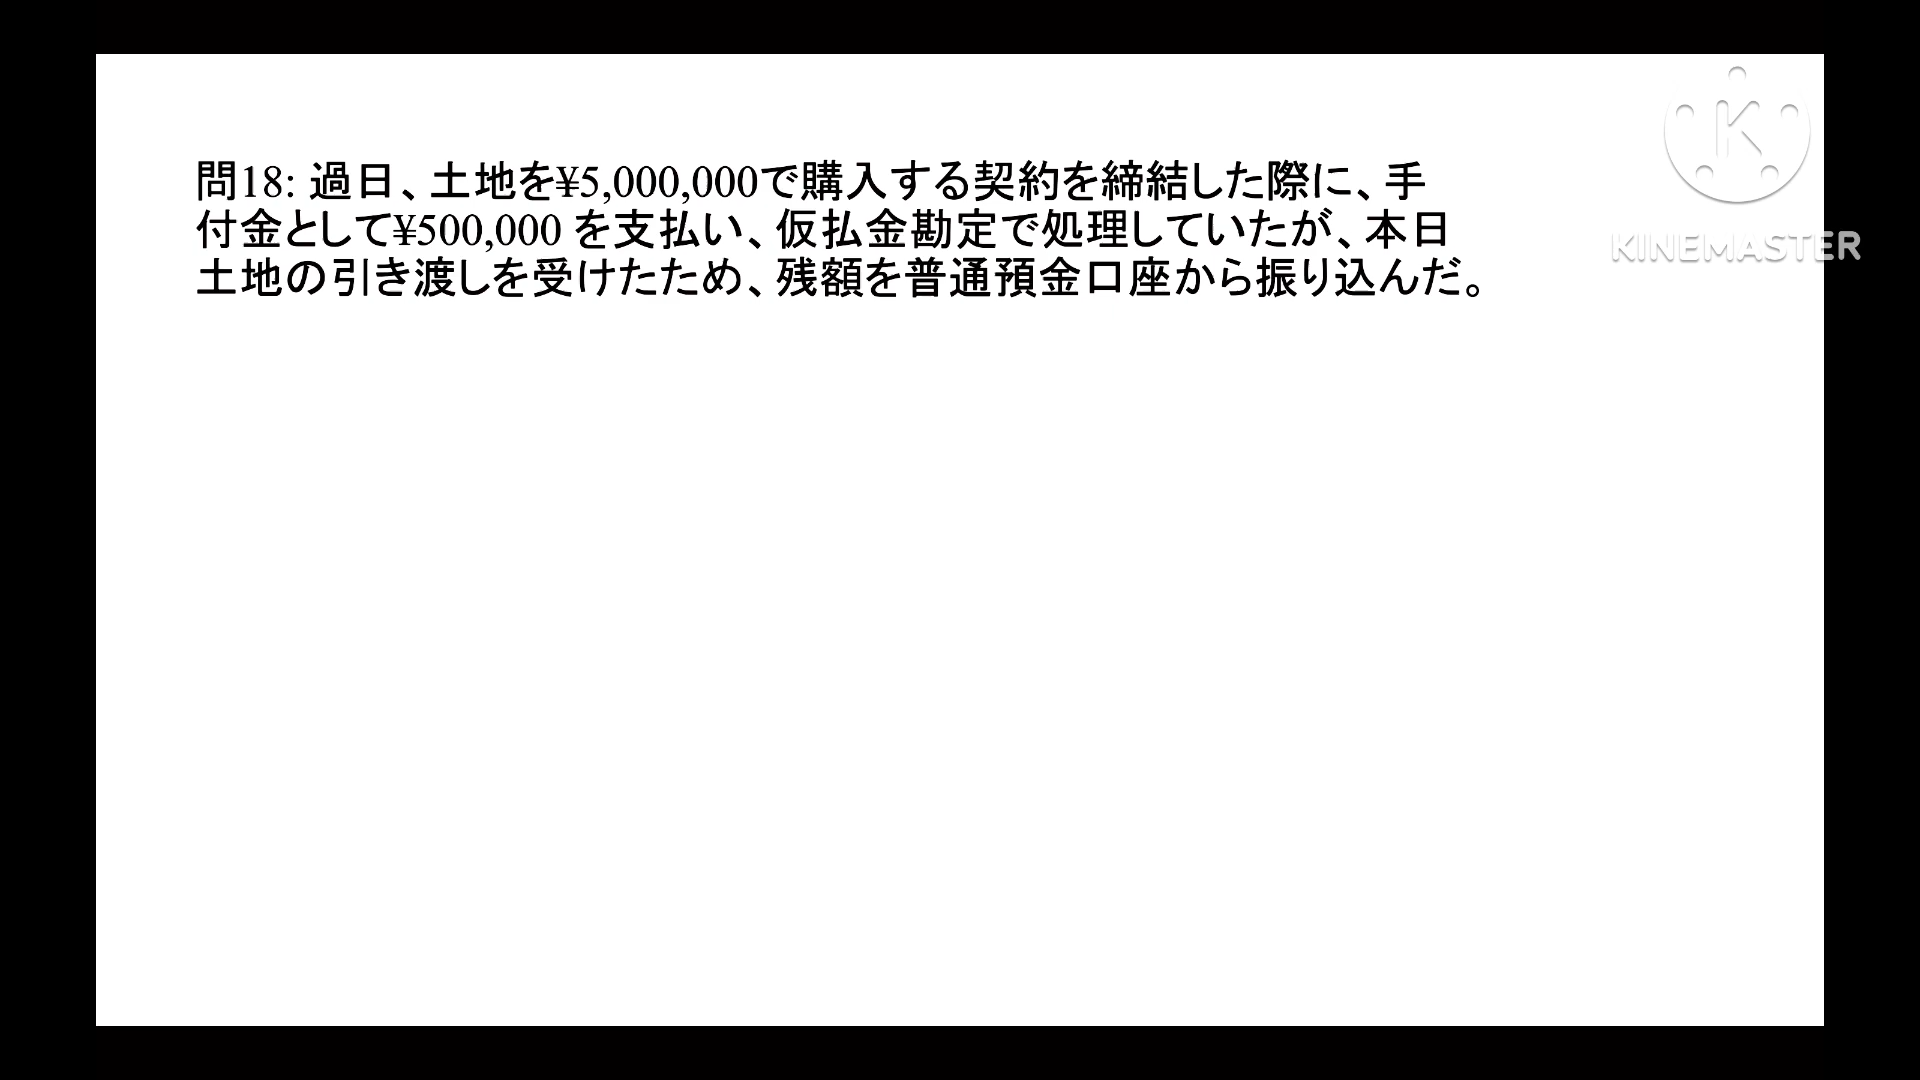 問18: 過日、土地を¥5,000,000で購入する契約を締結した際に、手
付金として¥500,000 を支払い、仮払金勘定で処理していたが、本日
土地の引き渡しを受けたため、残額を普通預金口座から振り込んだ。
K
KINEMASTER